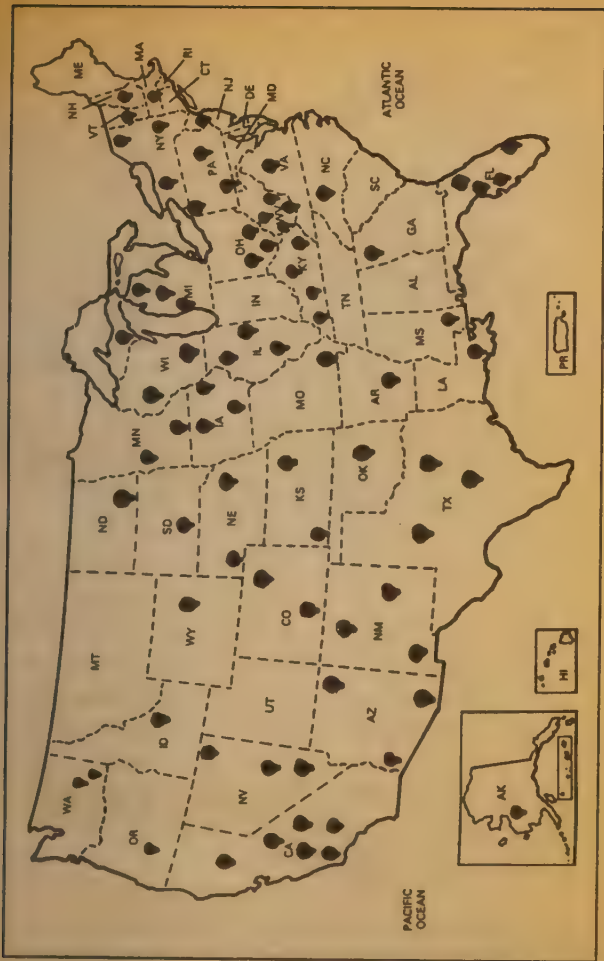 WA
OR
CA
NV
ID
MT
WY
UT
AZ
CO
NM
ND
SD
NE
KS
OK
TX
MN
IA
MO
AR
LA
WI
IL
MS
MI
IN
KY
TN
AL
OH
GA
FL
SC
NC
VA
PA
NY
VT
NH
ME
MA
RI
CT
NJ
DE
MD
PACIFIC
OCEAN
ATLANTIC
OCEAN
AK
HI
PR